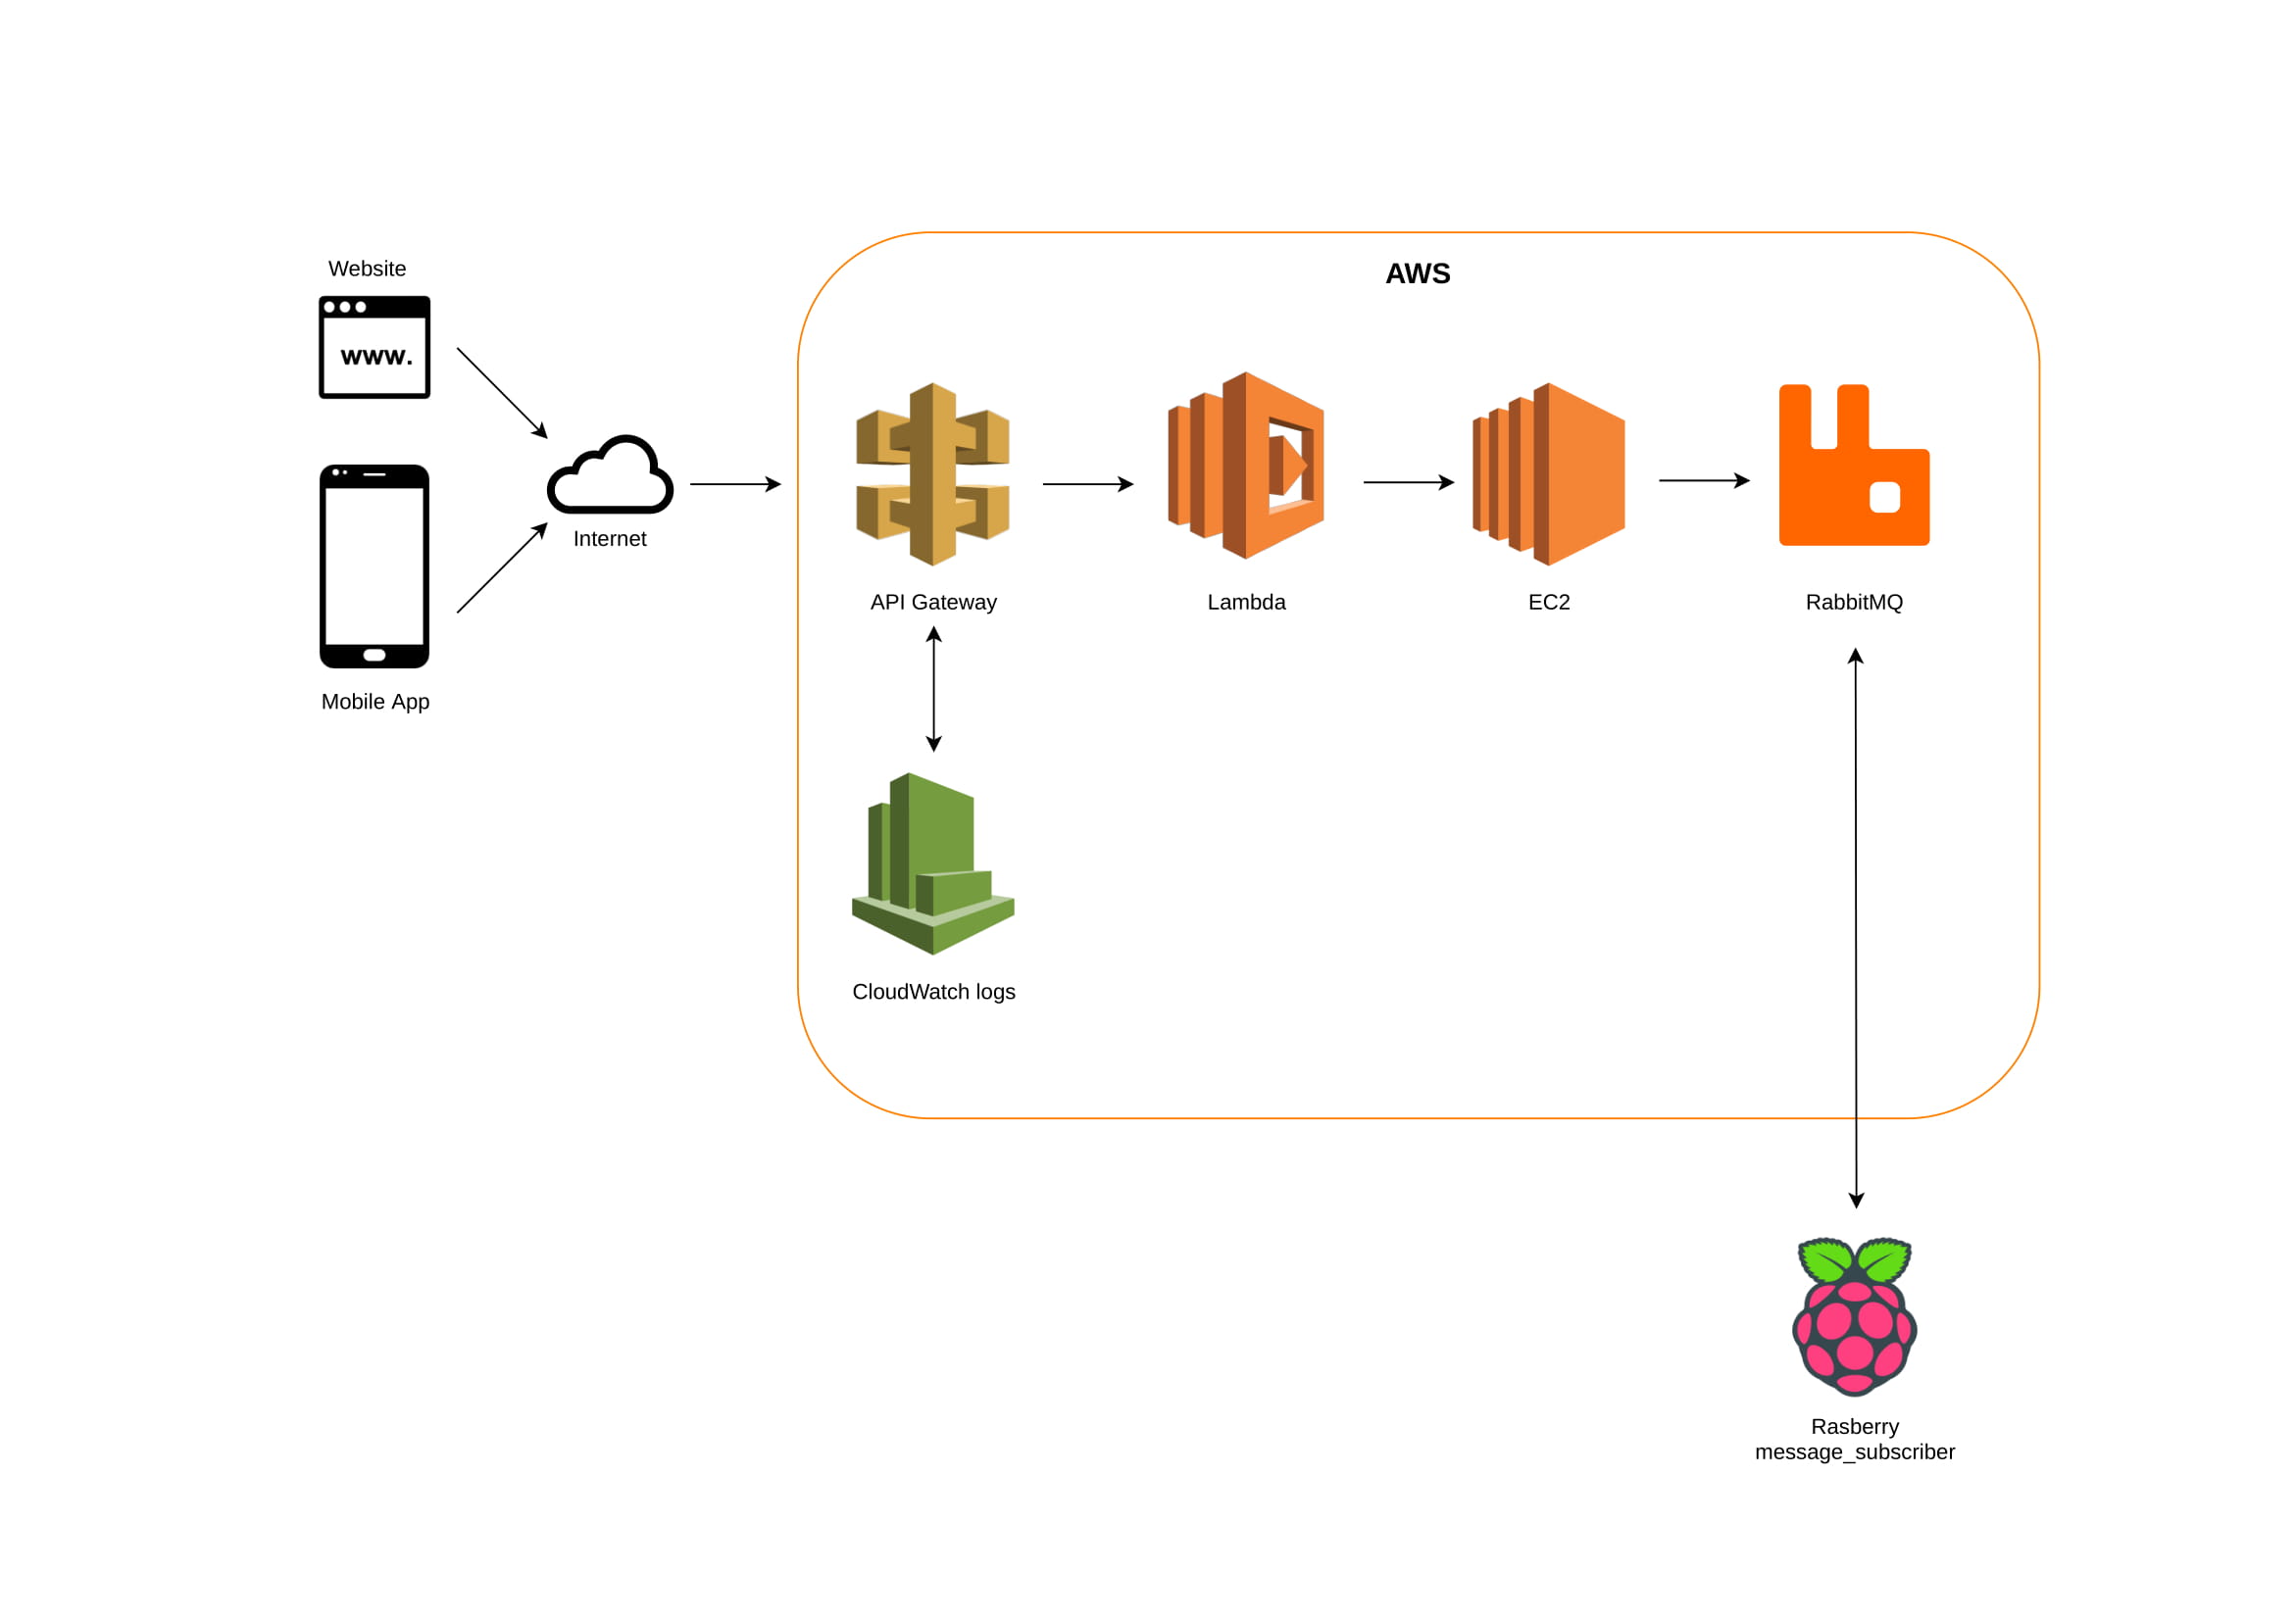 Website
www.
Mobile App
Internet
AWS
API Gateway
Lambda
EC2
RabbitMQ
CloudWatch logs
Rasberry
message_subscriber